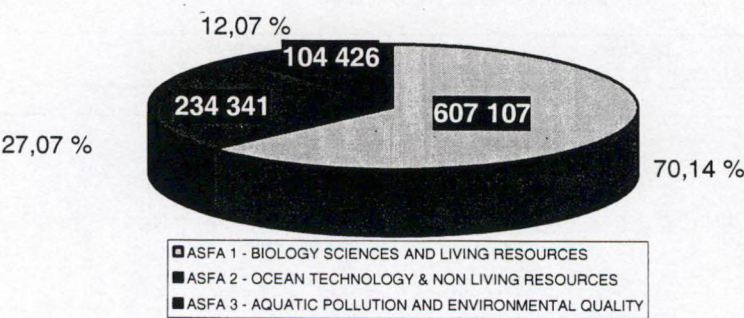 12,07 %
104 426
234 341
607 107
27,07 %
70,14 %
ASFA 1 - BIOLOGY SCIENCES AND LIVING RESOURCES
ASFA 2 - OCEAN TECHNOLOGY & NON LIVING RESOURCES
ASFA 3 - AQUATIC POLLUTION AND ENVIRONMENTAL QUALITY